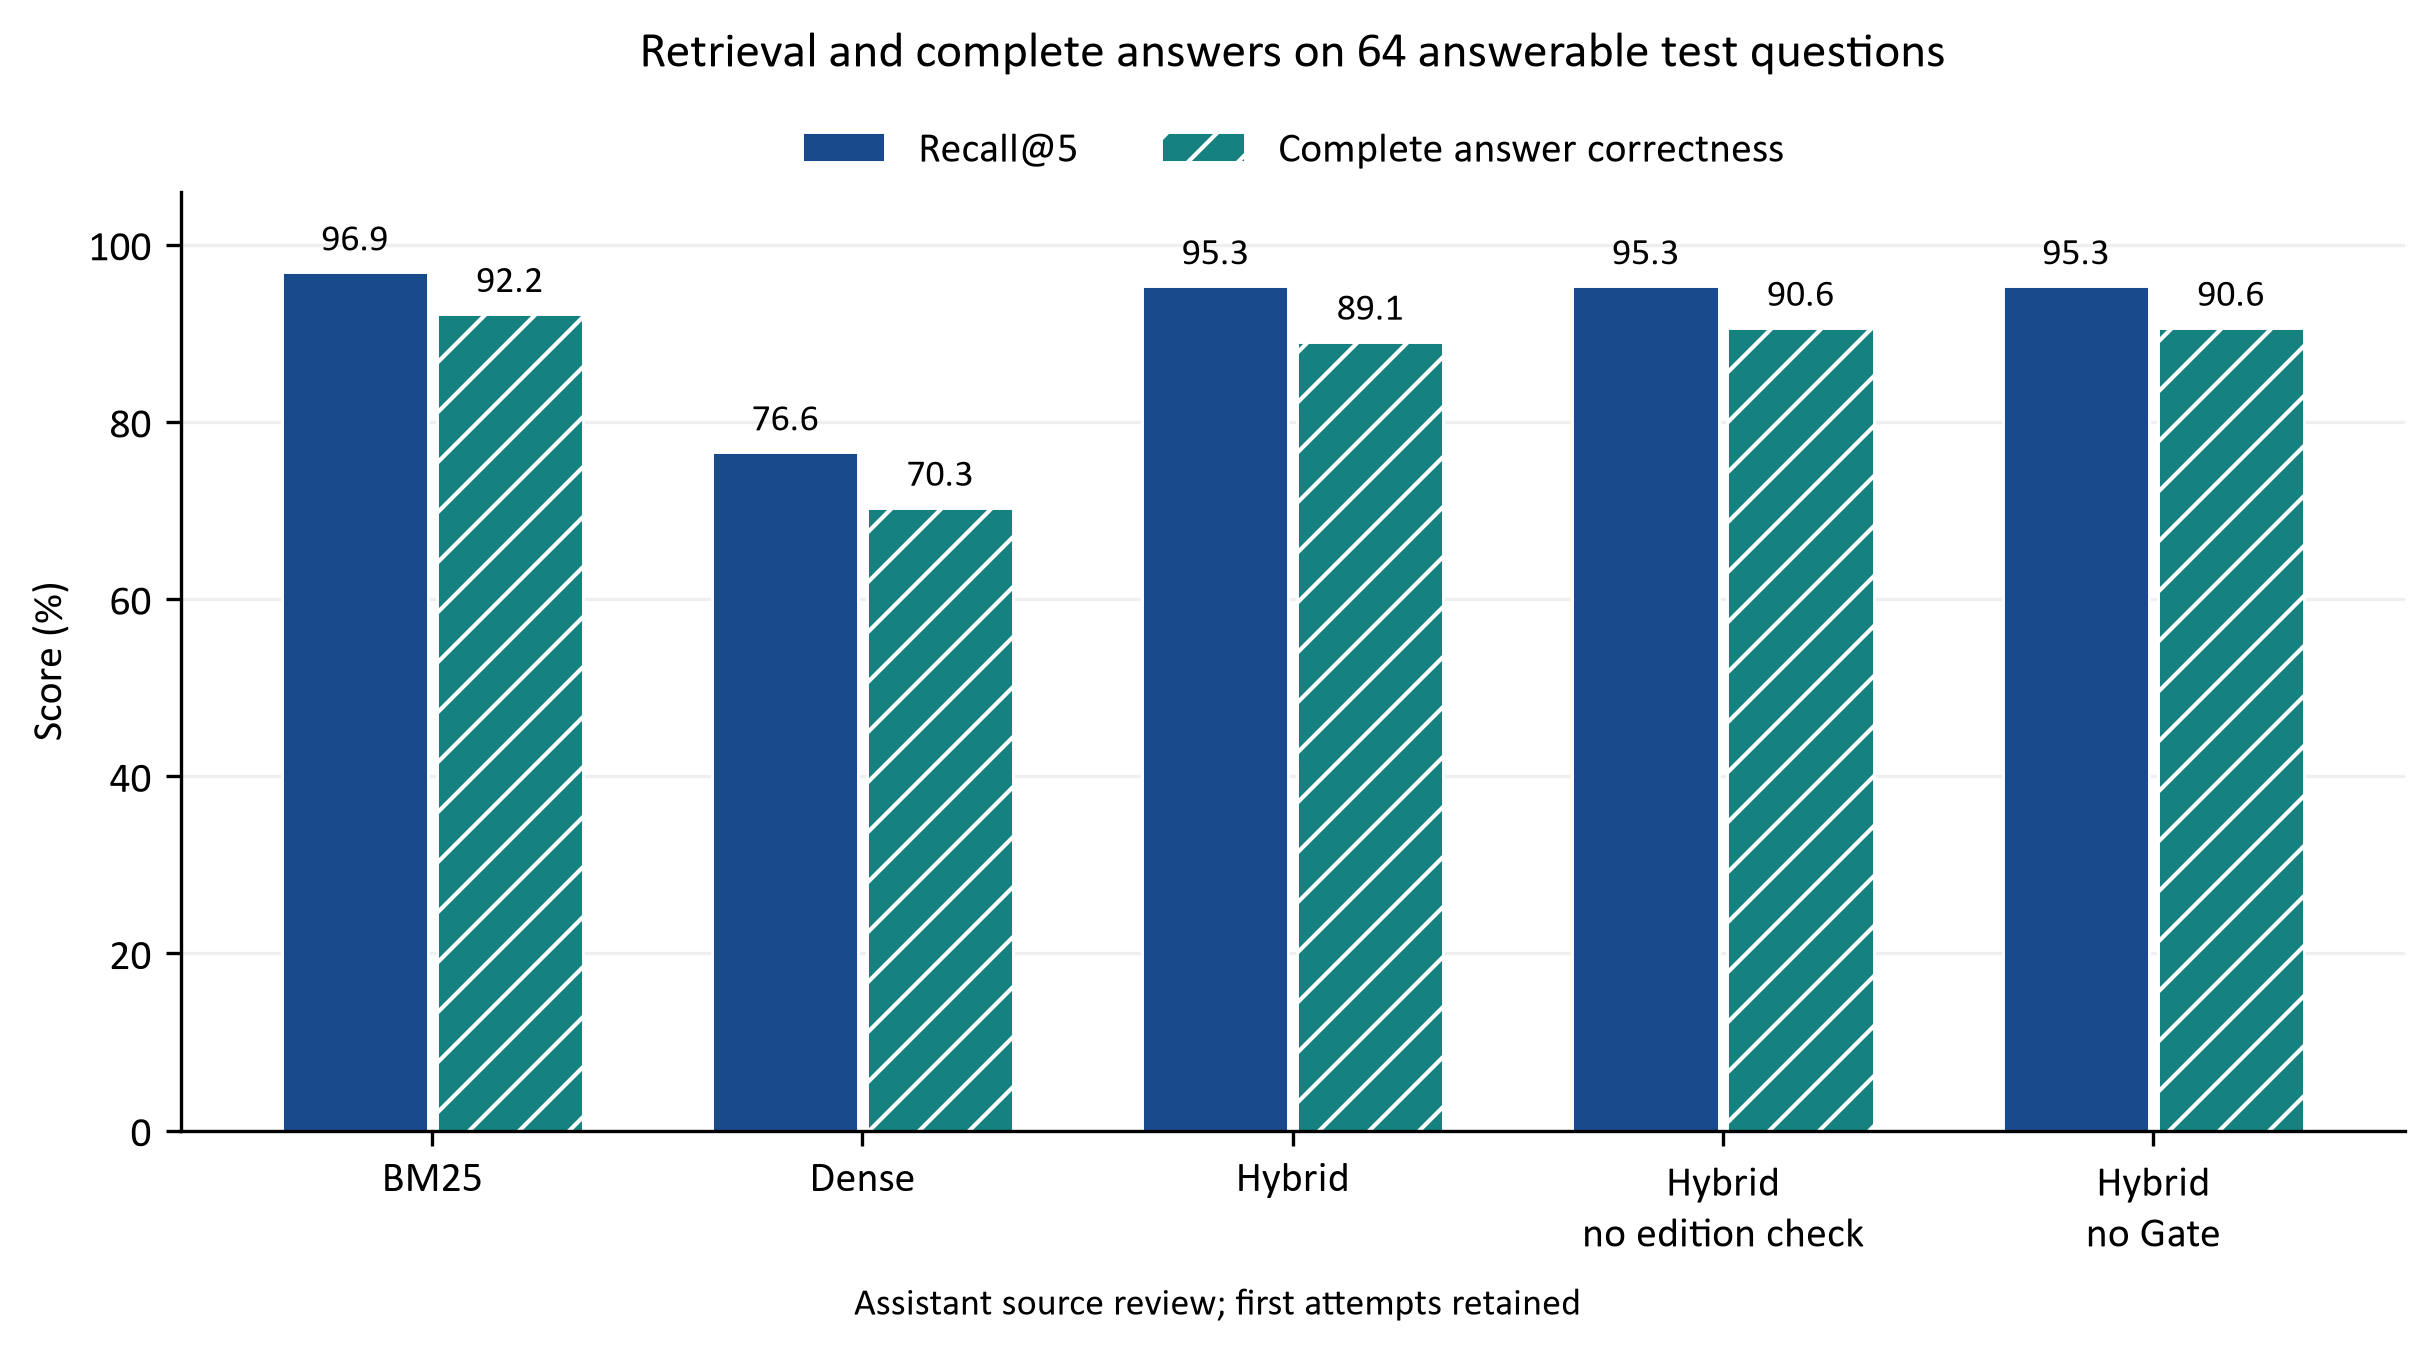 Retrieval and complete answers on 64 answerable test questions
Recall@5
Complete answer correctness
Score (%)
100
80
60
40
20
0
96.9
92.2
76.6
70.3
95.3
89.1
95.3
90.6
95.3
90.6
BM25
Dense
Hybrid
Hybrid
no edition check
Hybrid
no Gate
Assistant source review; first attempts retained